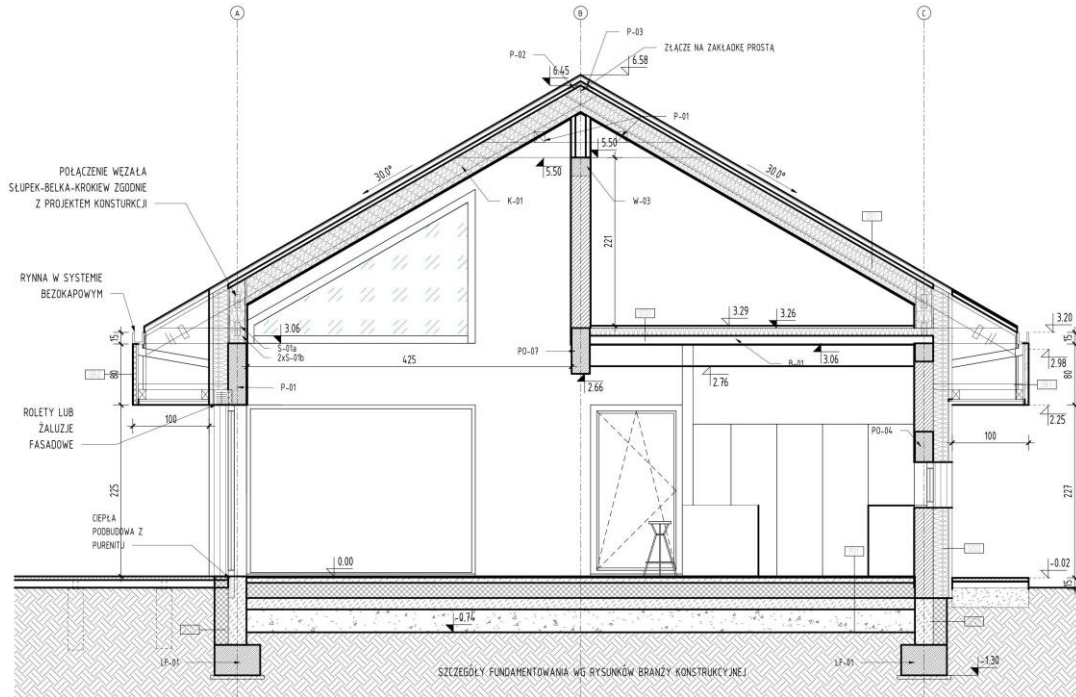 A
B
C
P-03
P-02
ZŁĄCZE NA ZAKŁADKĘ PROSTĄ
6.58
6.45
P-01
5.50
5.50
30.0°
30.0°
POŁĄCZENIE WĘZAŁA
SŁUPEK-BELKA-KROKIEW ZGODNIE
Z PROJEKTEM KONSTURKCJI
K-01
W-03
221
RYNNA W SYSTEMIE
BEZOKAPOWYM
15
3.06
S-01a
2xS-01b
425
PO-07
3.29
3.26
3.20
15
B-01
3.06
2.98
80
P-01
2.66
2.76
80
2.25
ROLETY LUB
ŻALUZJE
FASADOWE
100
100
PO-04
225
227
CIEPŁA
PODBUDOWA Z
PURENITU
0.00
-0.02
15
-0.74
LF-01
SZCZEGÓŁY FUNDAMENTOWANIA WG RYSUNKÓW BRANŻY KONSTRUKCYJNEJ
LF-01
-1.30